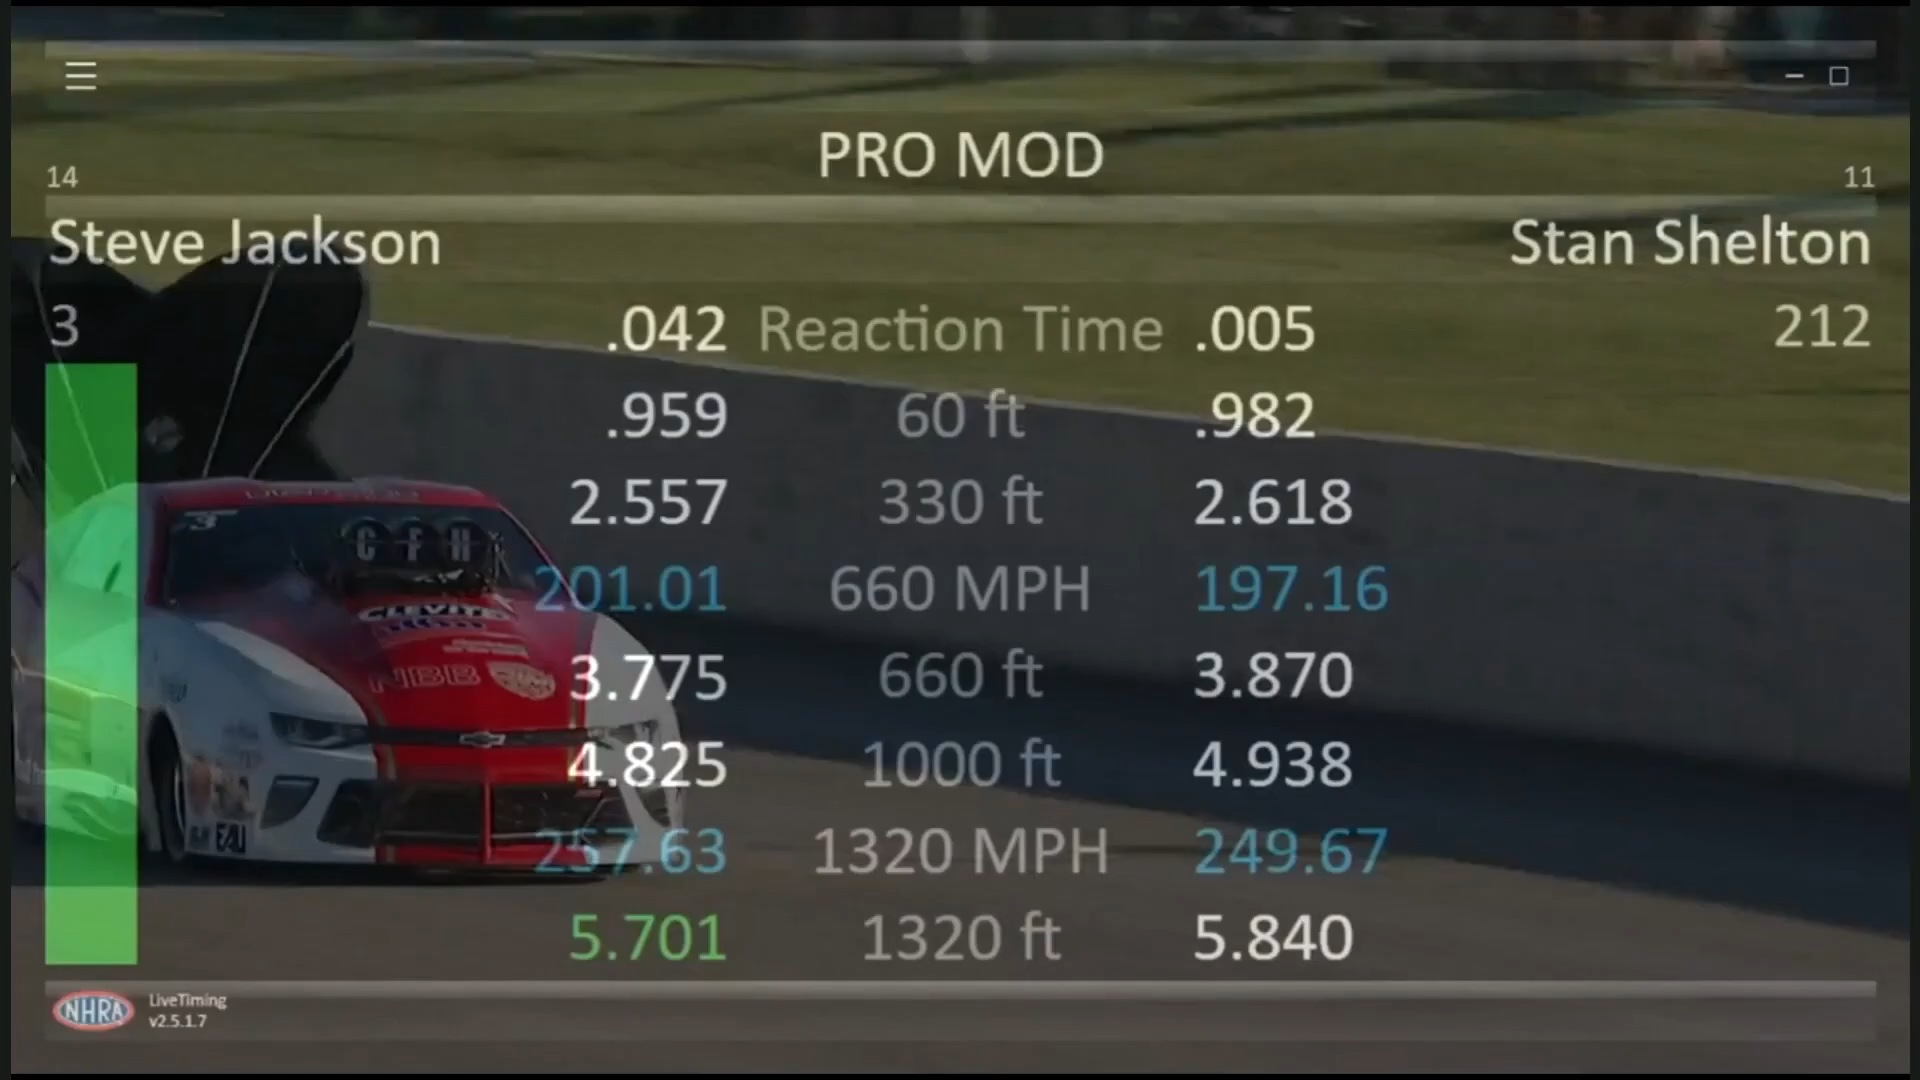 PRO MOD
14 11
Steve Jackson Stan Shelton
3 .042 Reaction Time .005 212
.959 60 ft .982
2.557 330 ft 2.618
201.01 660 MPH 197.16
3.775 660 ft 3.870
4.825 1000 ft 4.938
257.63 1320 MPH 249.67
5.701 1320 ft 5.840
3
C F H
NBB
NHRA LiveTiming
v2.5.1.7